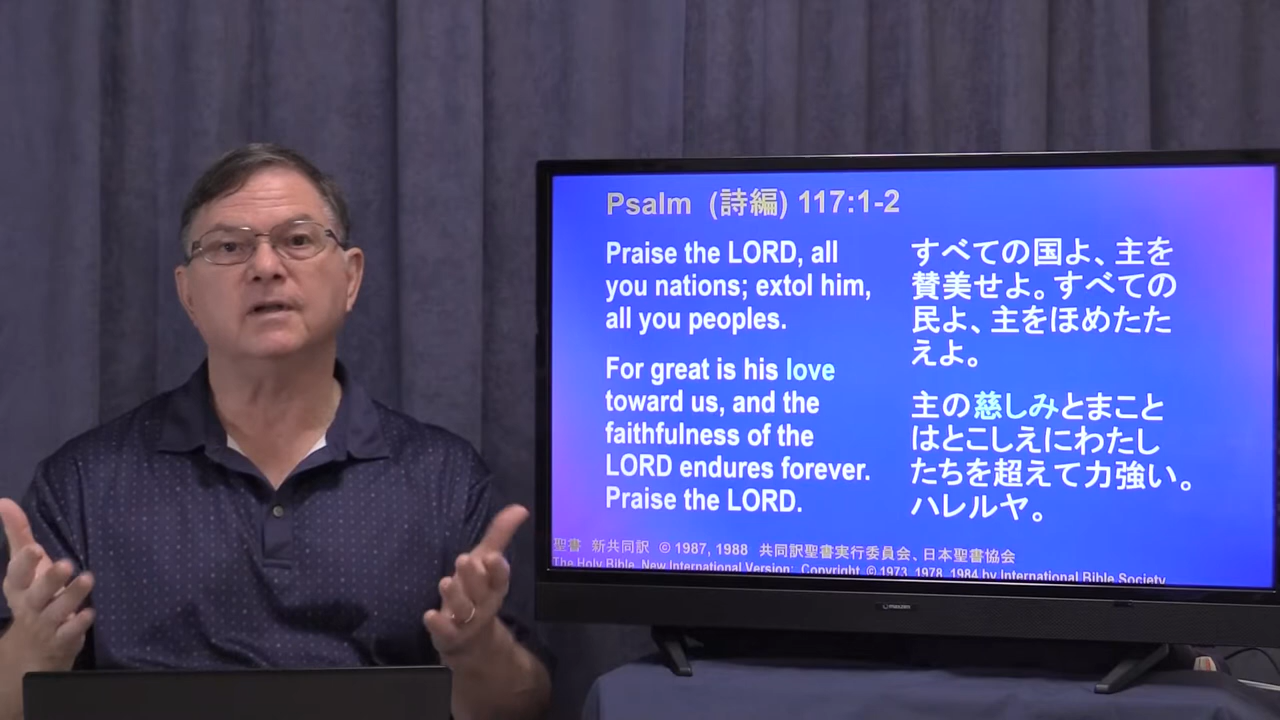 Psalm (詩編) 117:1-2
Praise the LORD, all
you nations; extol him,
all you peoples.
For great is his love
toward us, and the
faithfulness of the
LORD endures forever.
Praise the LORD.
すべての国よ、主を
賛美せよ。すべての
民よ、主をほめたた
えよ。
主の慈しみとまこと
はとこしえにわたし
たちを超えて力強い。
ハレルヤ。
聖書 新共同訳 © 1987, 1988 共同訳聖書実行委員会、日本聖書協会
The Holy Bible, New International Version; Copyright, © 1973, 1978, 1984 by International Bible Society